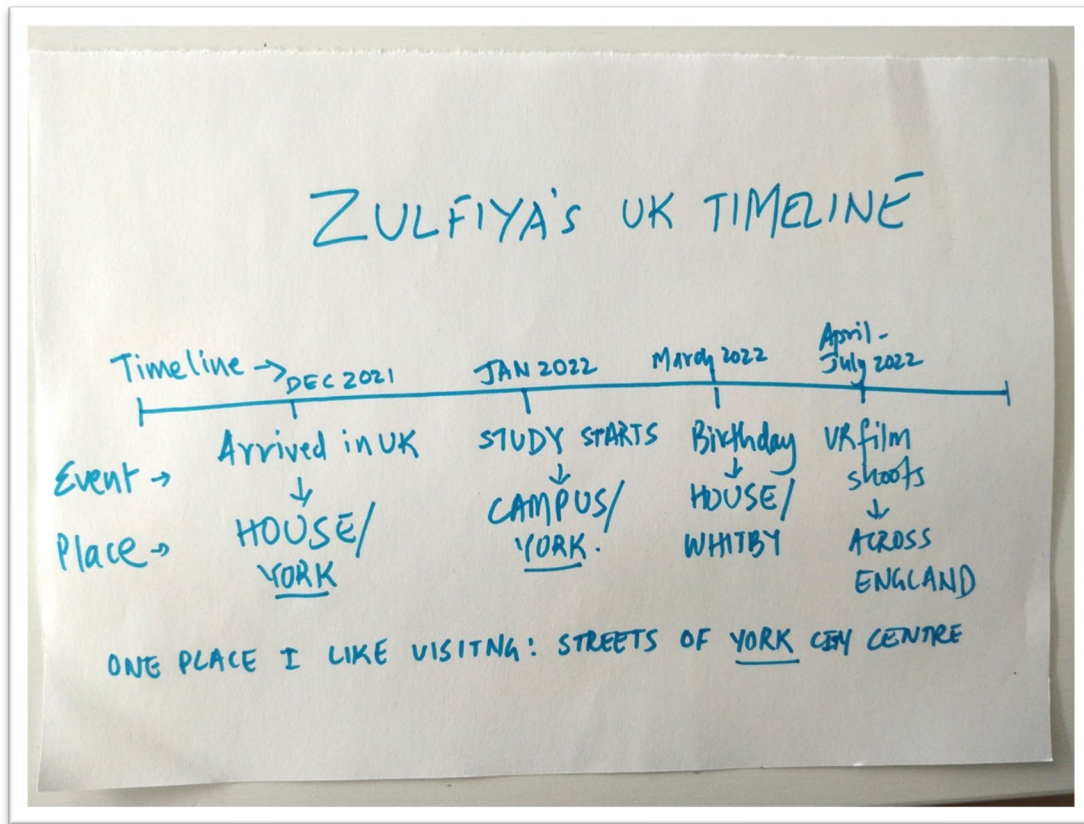 ZULFIYA'S UK TIMELINE
Timeline → DEC 2021 JAN 2022 March 2022 April - July 2022
Event → Arrived in UK STUDY STARTS Birthday VR film shoots
↓ ↓ ↓ ↓
Place → HOUSE/ YORK CAMPUS/ YORK. HOUSE/ WHITBY ACROSS ENGLAND
ONE PLACE I LIKE VISITNG: STREETS OF YORK CITY CENTRE